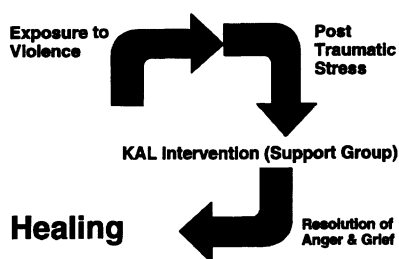 Exposure to
Violence
Post
Traumatic
Stress
KAL Intervention (Support Group)
Healing
Resolution of
Anger & Grief